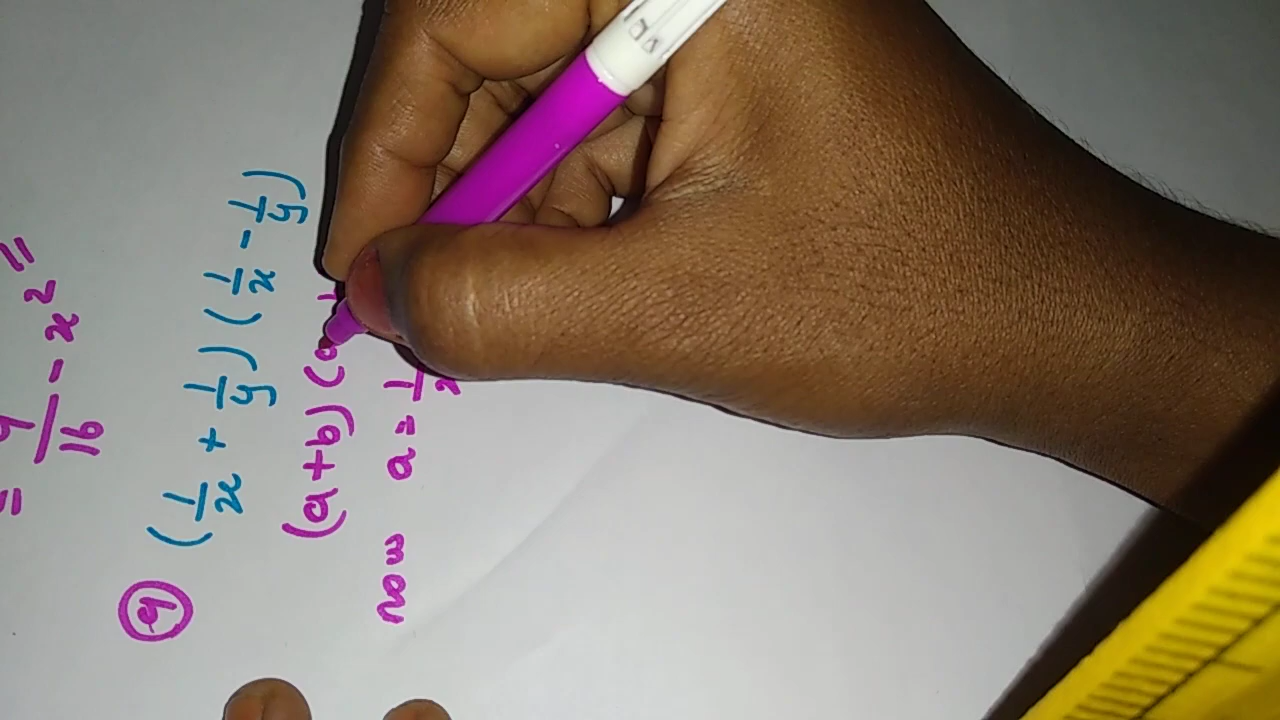 = 9/16 - x² =
(9) (1/x + 1/y) (1/x - 1/y)
(a+b) (a
now a = 1/x